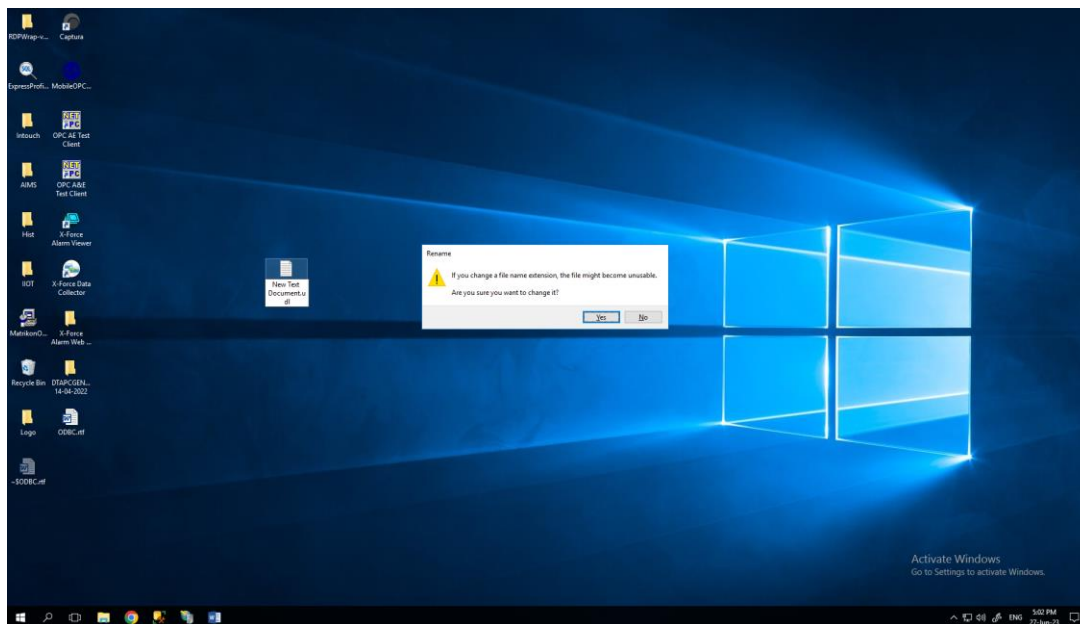 RDPWrap-v...
Captura
ExpressProfi...
MobileOPC...
Intouch
OPC AE Test
Client
AIMS
OPC A&E
Test Client
Hist
X-Force
Alarm Viewer
IIOT
X-Force Data
Collector
MatrikonO...
X-Force
Alarm Web ...
Recycle Bin
DTAPCGEN...
14-04-2022
Logo
ODBC.rtf
~$ODBC.rtf
New Text
Document.u
dl
Rename
If you change a file name extension, the file might become unusable.
Are you sure you want to change it?
Yes
No
Activate Windows
Go to Settings to activate Windows.
ENG
5:02 PM
27-Jun-23